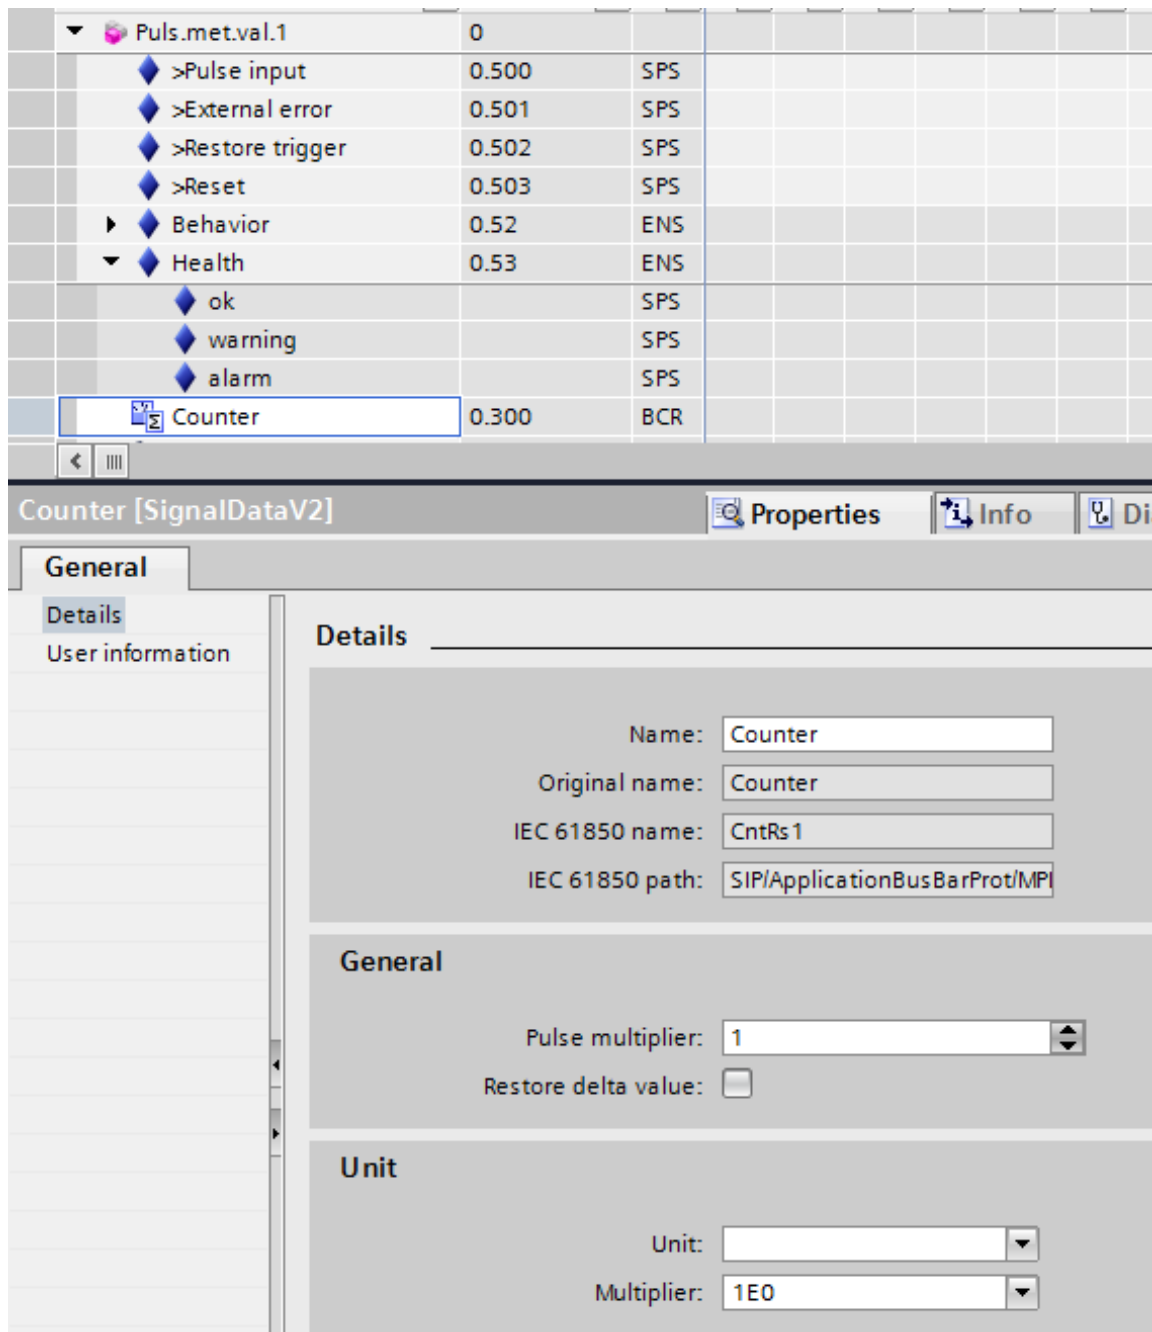 Puls.met.val.1 0
>Pulse input 0.500 SPS
>External error 0.501 SPS
>Restore trigger 0.502 SPS
>Reset 0.503 SPS
Behavior 0.52 ENS
Health 0.53 ENS
ok SPS
warning SPS
alarm SPS
Counter 0.300 BCR
Counter [SignalDataV2] Properties Info Di
General
Details
User information
Details
Name: Counter
Original name: Counter
IEC 61850 name: CntRs1
IEC 61850 path: SIP/ApplicationBusBarProt/MPI
General
Pulse multiplier: 1
Restore delta value:
Unit
Unit:
Multiplier: 1E0